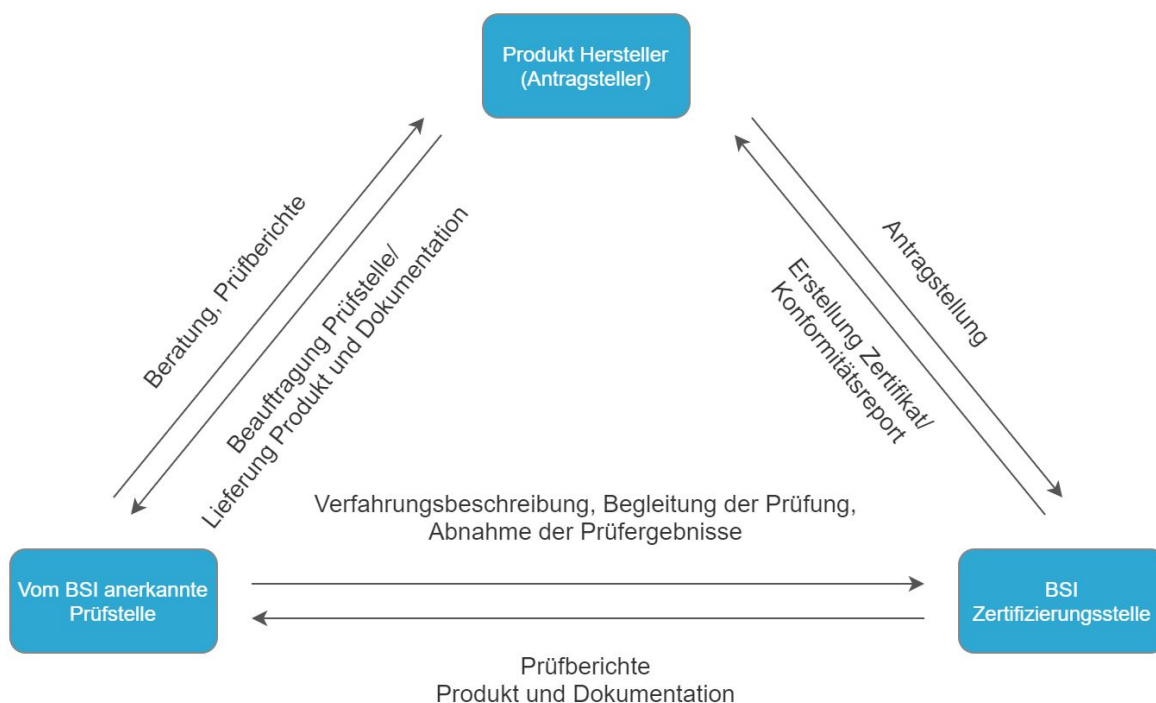 Produkt Hersteller
(Antragsteller)
Beratung, Prüfberichte
Beauftragung Prüfstelle/
Lieferung Produkt und Dokumentation
Antragstellung
Erstellung Zertifikat/
Konformitätsreport
Verfahrungsbeschreibung, Begleitung der Prüfung,
Abnahme der Prüfergebnisse
Vom BSI anerkannte
Prüfstelle
BSI
Zertifizierungsstelle
Prüfberichte
Produkt und Dokumentation